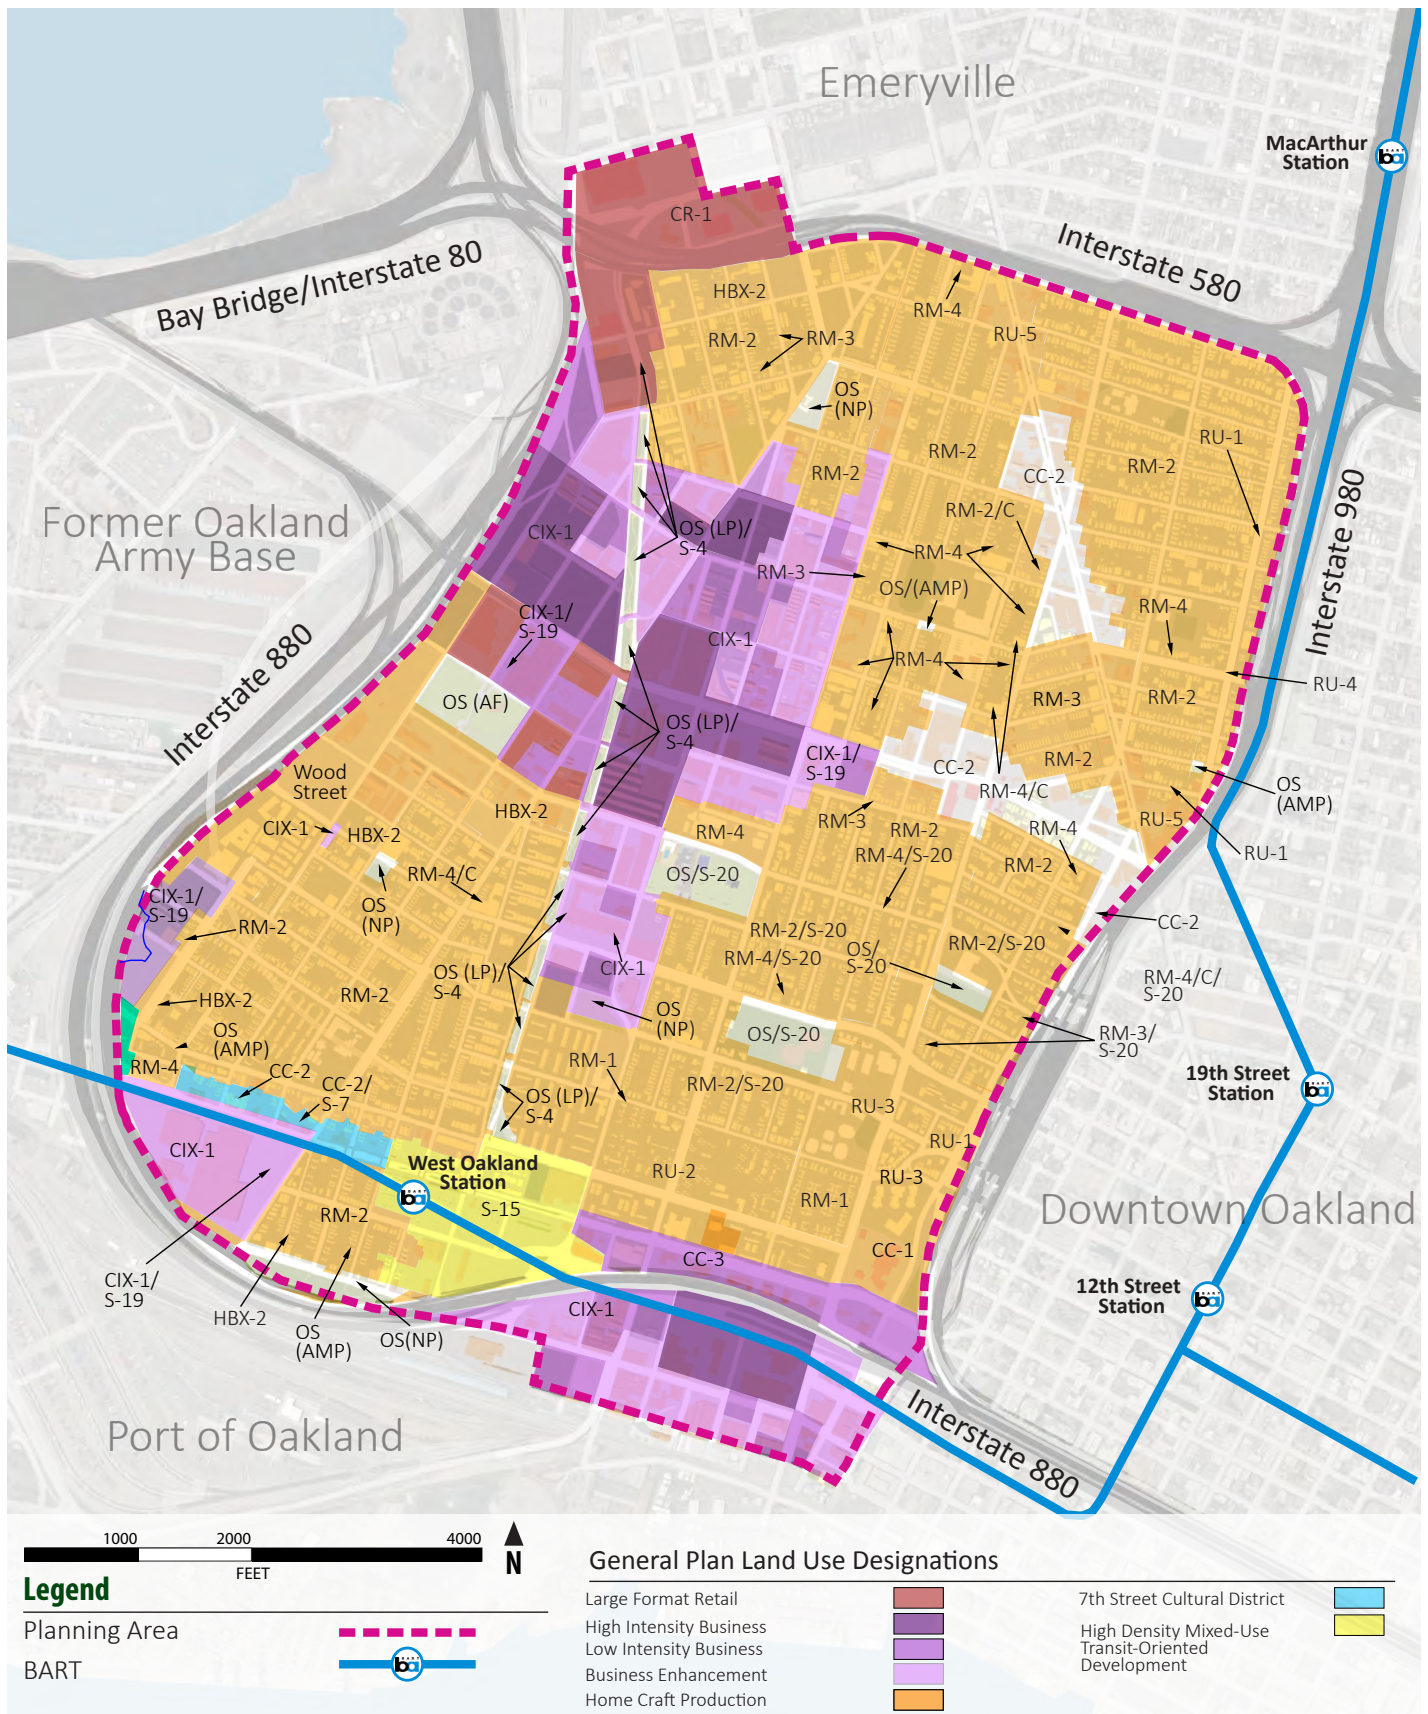 Emeryville
MacArthur
Station
CR-1
Interstate 580
Bay Bridge/Interstate 80
HBX-2
RM-4
RU-5
RM-2
RM-3
OS
(NP)
RU-1
RM-2
RM-2
RM-2
CC-2
Interstate 980
Former Oakland
Army Base
CIX-1
OS (LP)/
S-4
RM-2/C
RM-4
RM-3
OS/(AMP)
CIX-1/
S-19
CIX-1
RM-4
Interstate 880
RM-4
OS (AF)
RM-3
RM-2
RU-4
OS (LP)/
S-4
CIX-1/
S-19
CC-2
RM-2
RM-4/C
OS
(AMP)
Wood
Street
HBX-2
CIX-1
HBX-2
RM-4
RM-3
RM-2
RM-4
RU-5
RM-4/S-20
RM-2
RU-1
RM-4/C
OS/S-20
CIX-1/
S-19
OS
(NP)
RM-2
CC-2
RM-2/S-20
OS/
S-20
RM-2/S-20
RM-4/S-20
OS (LP)/
S-4
CIX-1
RM-4/C/
S-20
HBX-2
RM-2
OS
(NP)
OS/S-20
RM-3/
S-20
OS
(AMP)
RM-4
CC-2
CC-2/
S-7
RM-1
OS (LP)/
S-4
RM-2/S-20
RU-3
19th Street
Station
CIX-1
RU-1
West Oakland
Station
RU-2
RU-3
S-15
RM-2
RM-1
Downtown Oakland
CC-3
CC-1
CIX-1/
S-19
12th Street
Station
HBX-2
OS
(AMP)
OS(NP)
CIX-1
Port of Oakland
Interstate 880
1000 2000 4000
FEET
N
Legend
Planning Area
BART
General Plan Land Use Designations
Large Format Retail
High Intensity Business
Low Intensity Business
Business Enhancement
Home Craft Production
7th Street Cultural District
High Density Mixed-Use
Transit-Oriented
Development